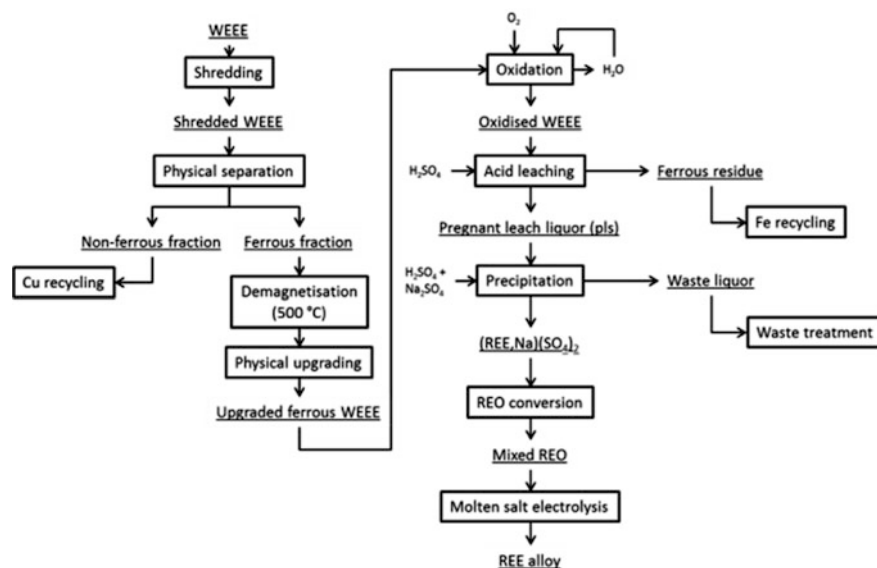 WEEE
Shredding
Shredded WEEE
Physical separation
Non-ferrous fraction
Ferrous fraction
Cu recycling
Demagnetisation
(500 °C)
Physical upgrading
Upgraded ferrous WEEE
O₂
Oxidation
H₂O
Oxidised WEEE
H₂SO₄
Acid leaching
Ferrous residue
Fe recycling
Pregnant leach liquor (pls)
H₂SO₄ +
Na₂SO₄
Precipitation
Waste liquor
Waste treatment
(REE,Na)(SO₄)₂
REO conversion
Mixed REO
Molten salt electrolysis
REE alloy